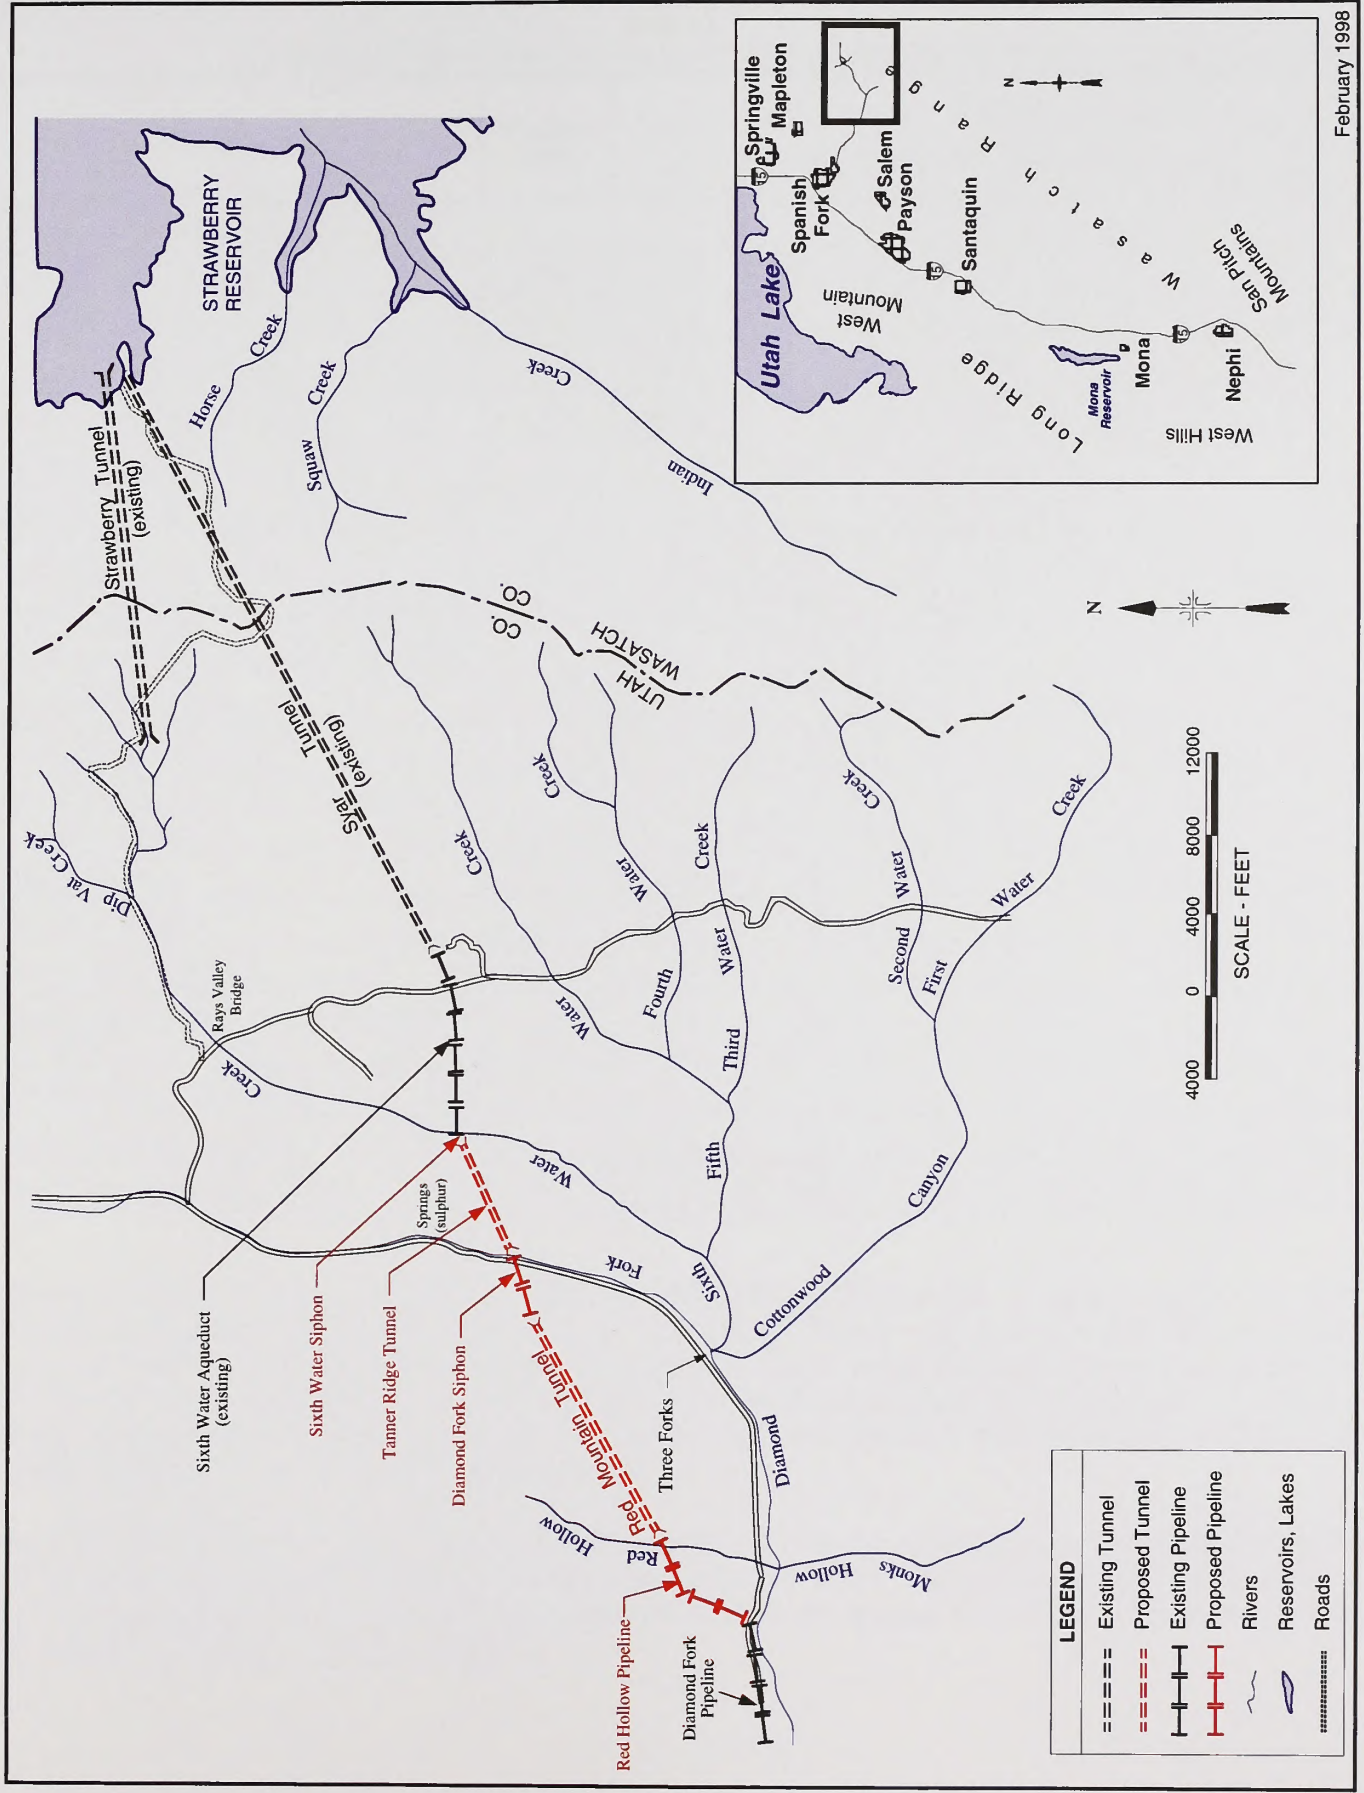 STRAWBERRY
RESERVOIR
Strawberry Tunnel
(existing)
Horse Creek
Squaw Creek
Indian Creek
CO.
CO.
WASATCH
UTAH
Tunnel
Syar
(existing)
Dip Vat Creek
Rays Valley
Bridge
Creek
Water
Sixth
Creek
Water
Fifth
Creek
Water
Fourth
Creek
Water
Third
Creek
Water
Second
Creek
Water
First
Canyon
Cottonwood
Springs
(sulphur)
Fork
Diamond
Sixth Water Aqueduct
(existing)
Sixth Water Siphon
Tanner Ridge Tunnel
Diamond Fork Siphon
Red Mountain Tunnel
Three Forks
Hollow
Red
Hollow
Monks
Red Hollow Pipeline
Diamond Fork
Pipeline
N
4000 0 4000 8000 12000
SCALE - FEET
LEGEND
Existing Tunnel
Proposed Tunnel
Existing Pipeline
Proposed Pipeline
Rivers
Reservoirs, Lakes
Roads
Springville
Mapleton
15
Spanish
Fork
Salem
Payson
Utah Lake
West
Mountain
15
Santaquin
Wasatch Range
N
Long Ridge
Mona
Reservoir
Mona
15
Nephi
West Hills
San Pitch
Mountains
February 1998